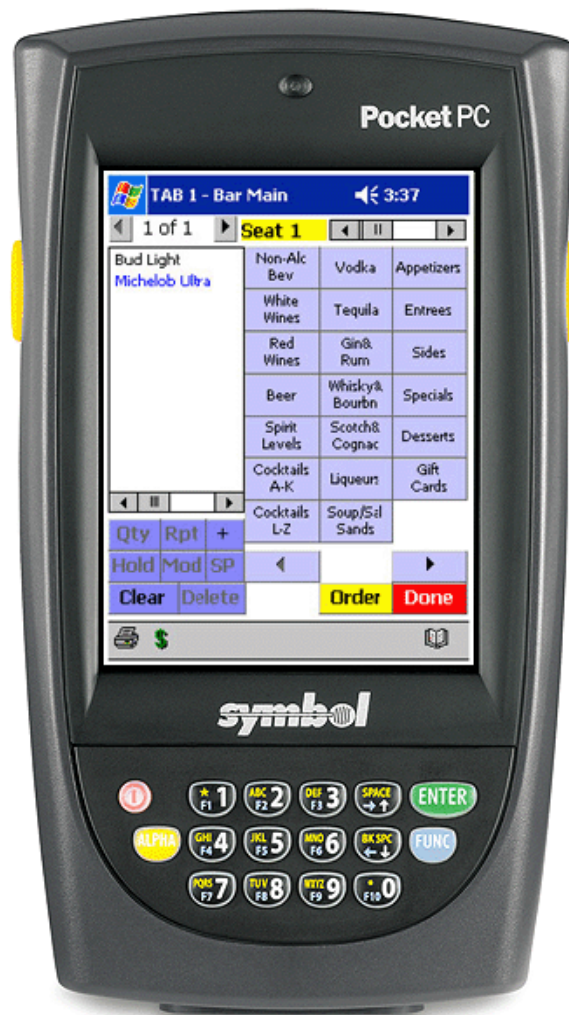 Pocket PC
TAB 1 - Bar Main 3:37
1 of 1 Seat 1
Bud Light
Michelob Ultra
Non-Alc Bev
Vodka
Appetizers
White Wines
Tequila
Entrees
Red Wines
Gin& Rum
Sides
Beer
Whisky& Bourbn
Specials
Spirit Levels
Scotch& Cognac
Desserts
Cocktails A-K
Liqueurs
Gift Cards
Cocktails L-Z
Soup/Sal Sands
Qty Rpt +
Hold Mod SP
Clear Delete Order Done
$
symbol
* F1 1 ABC F2 2 DEF F3 3 SPACE ENTER
ALPHA GHI F4 4 JKL F5 5 MNO F6 6 BKSPC FUNC
PQRS F7 7 TUV F8 8 WXYZ F9 9 • F10 0